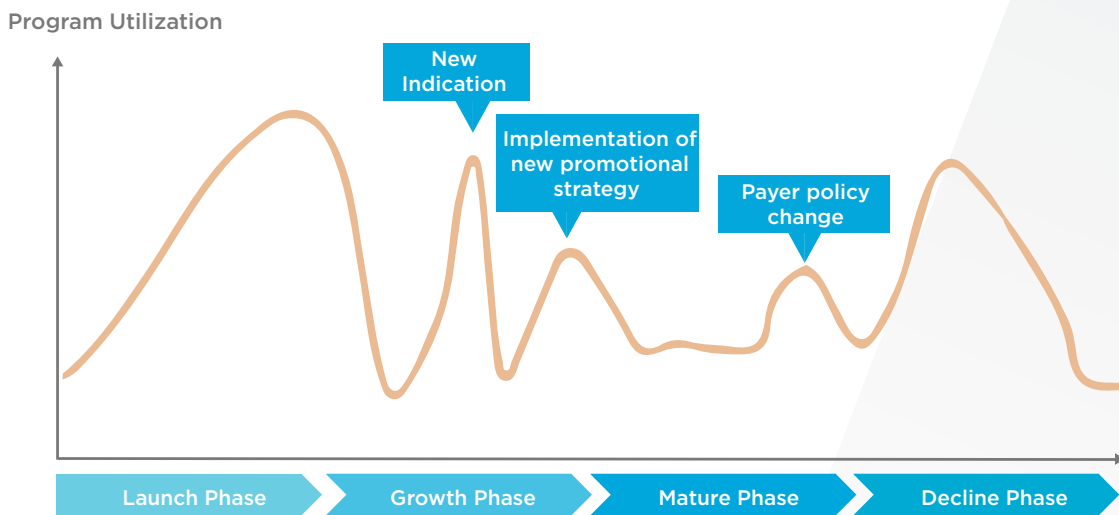 Program Utilization
New
Indication
Implementation of
new promotional
strategy
Payer policy
change
Launch Phase
Growth Phase
Mature Phase
Decline Phase